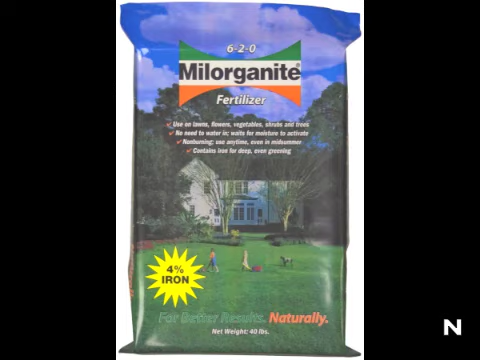 6-2-0
Milorganite®
Fertilizer
✓ Use on lawns, flowers, vegetables, shrubs and trees
✓ No need to water in; waits for moisture to activate
✓ Nonburning; use anytime, even in midsummer
✓ Contains iron for deep, even greening
4%
IRON
For Better Results. Naturally.
Net Weight: 40 lbs.
N